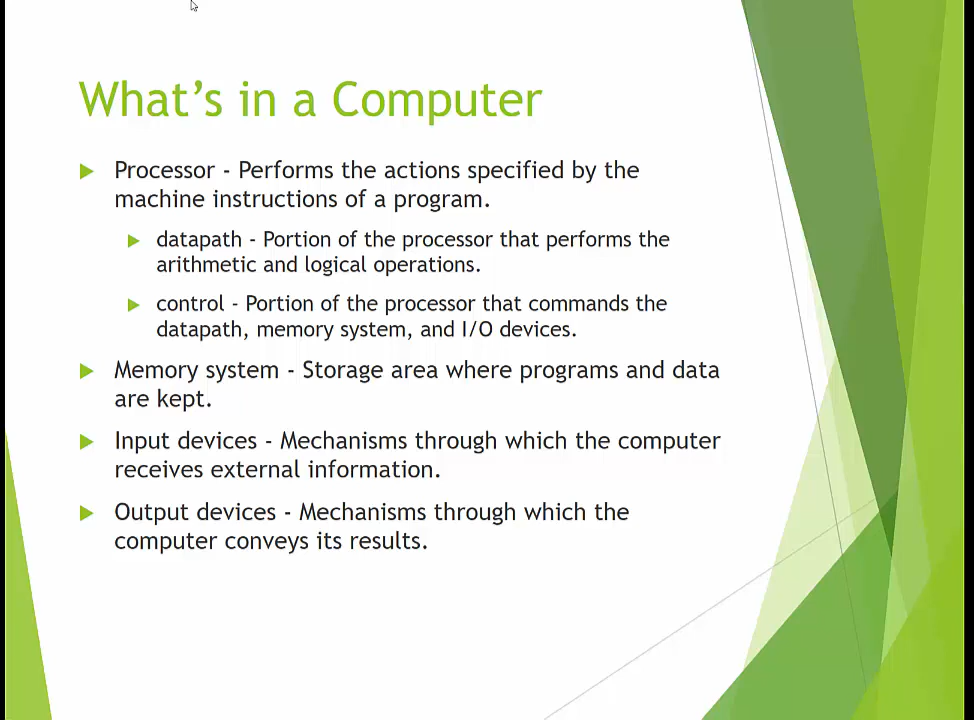 What's in a Computer
Processor - Performs the actions specified by the
machine instructions of a program.
datapath - Portion of the processor that performs the
arithmetic and logical operations.
control - Portion of the processor that commands the
datapath, memory system, and I/O devices.
Memory system - Storage area where programs and data
are kept.
Input devices - Mechanisms through which the computer
receives external information.
Output devices - Mechanisms through which the
computer conveys its results.